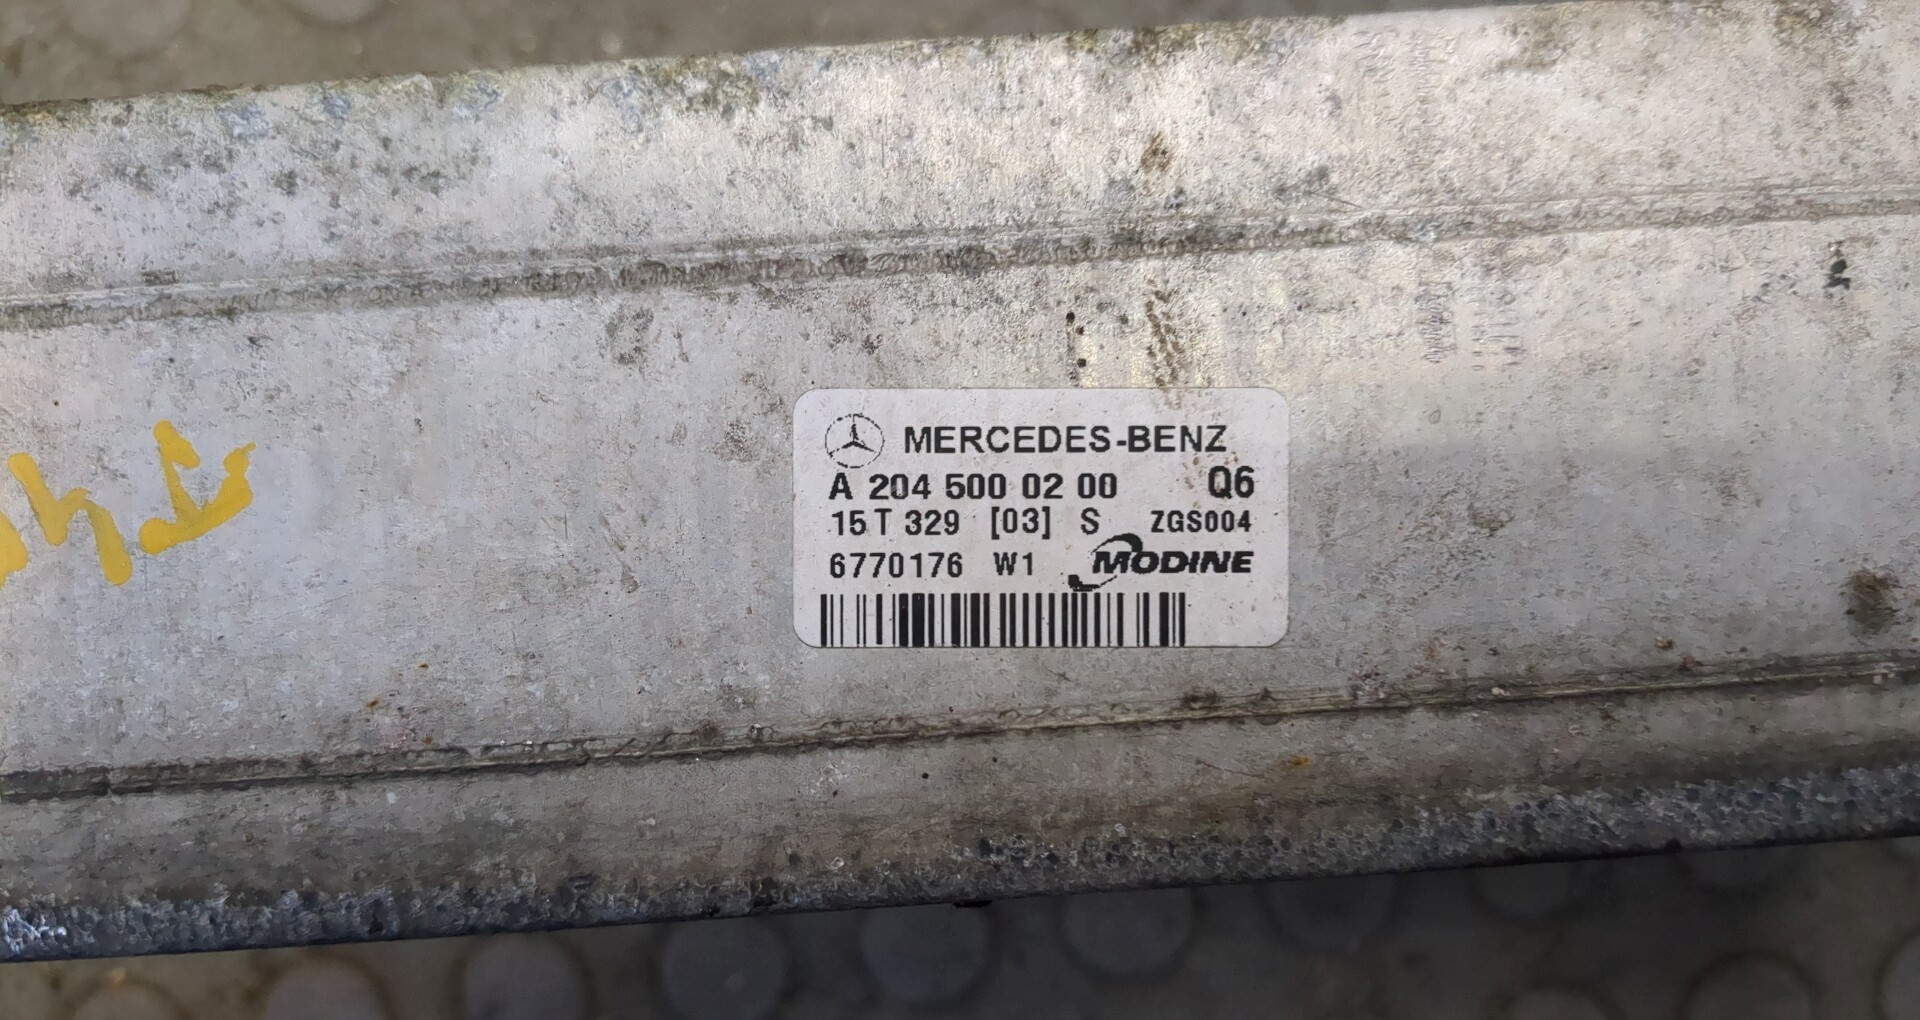 MERCEDES-BENZ
A 204 500 02 00 Q6
15 T 329 [03] S ZGS004
6770176 W1 MODINE